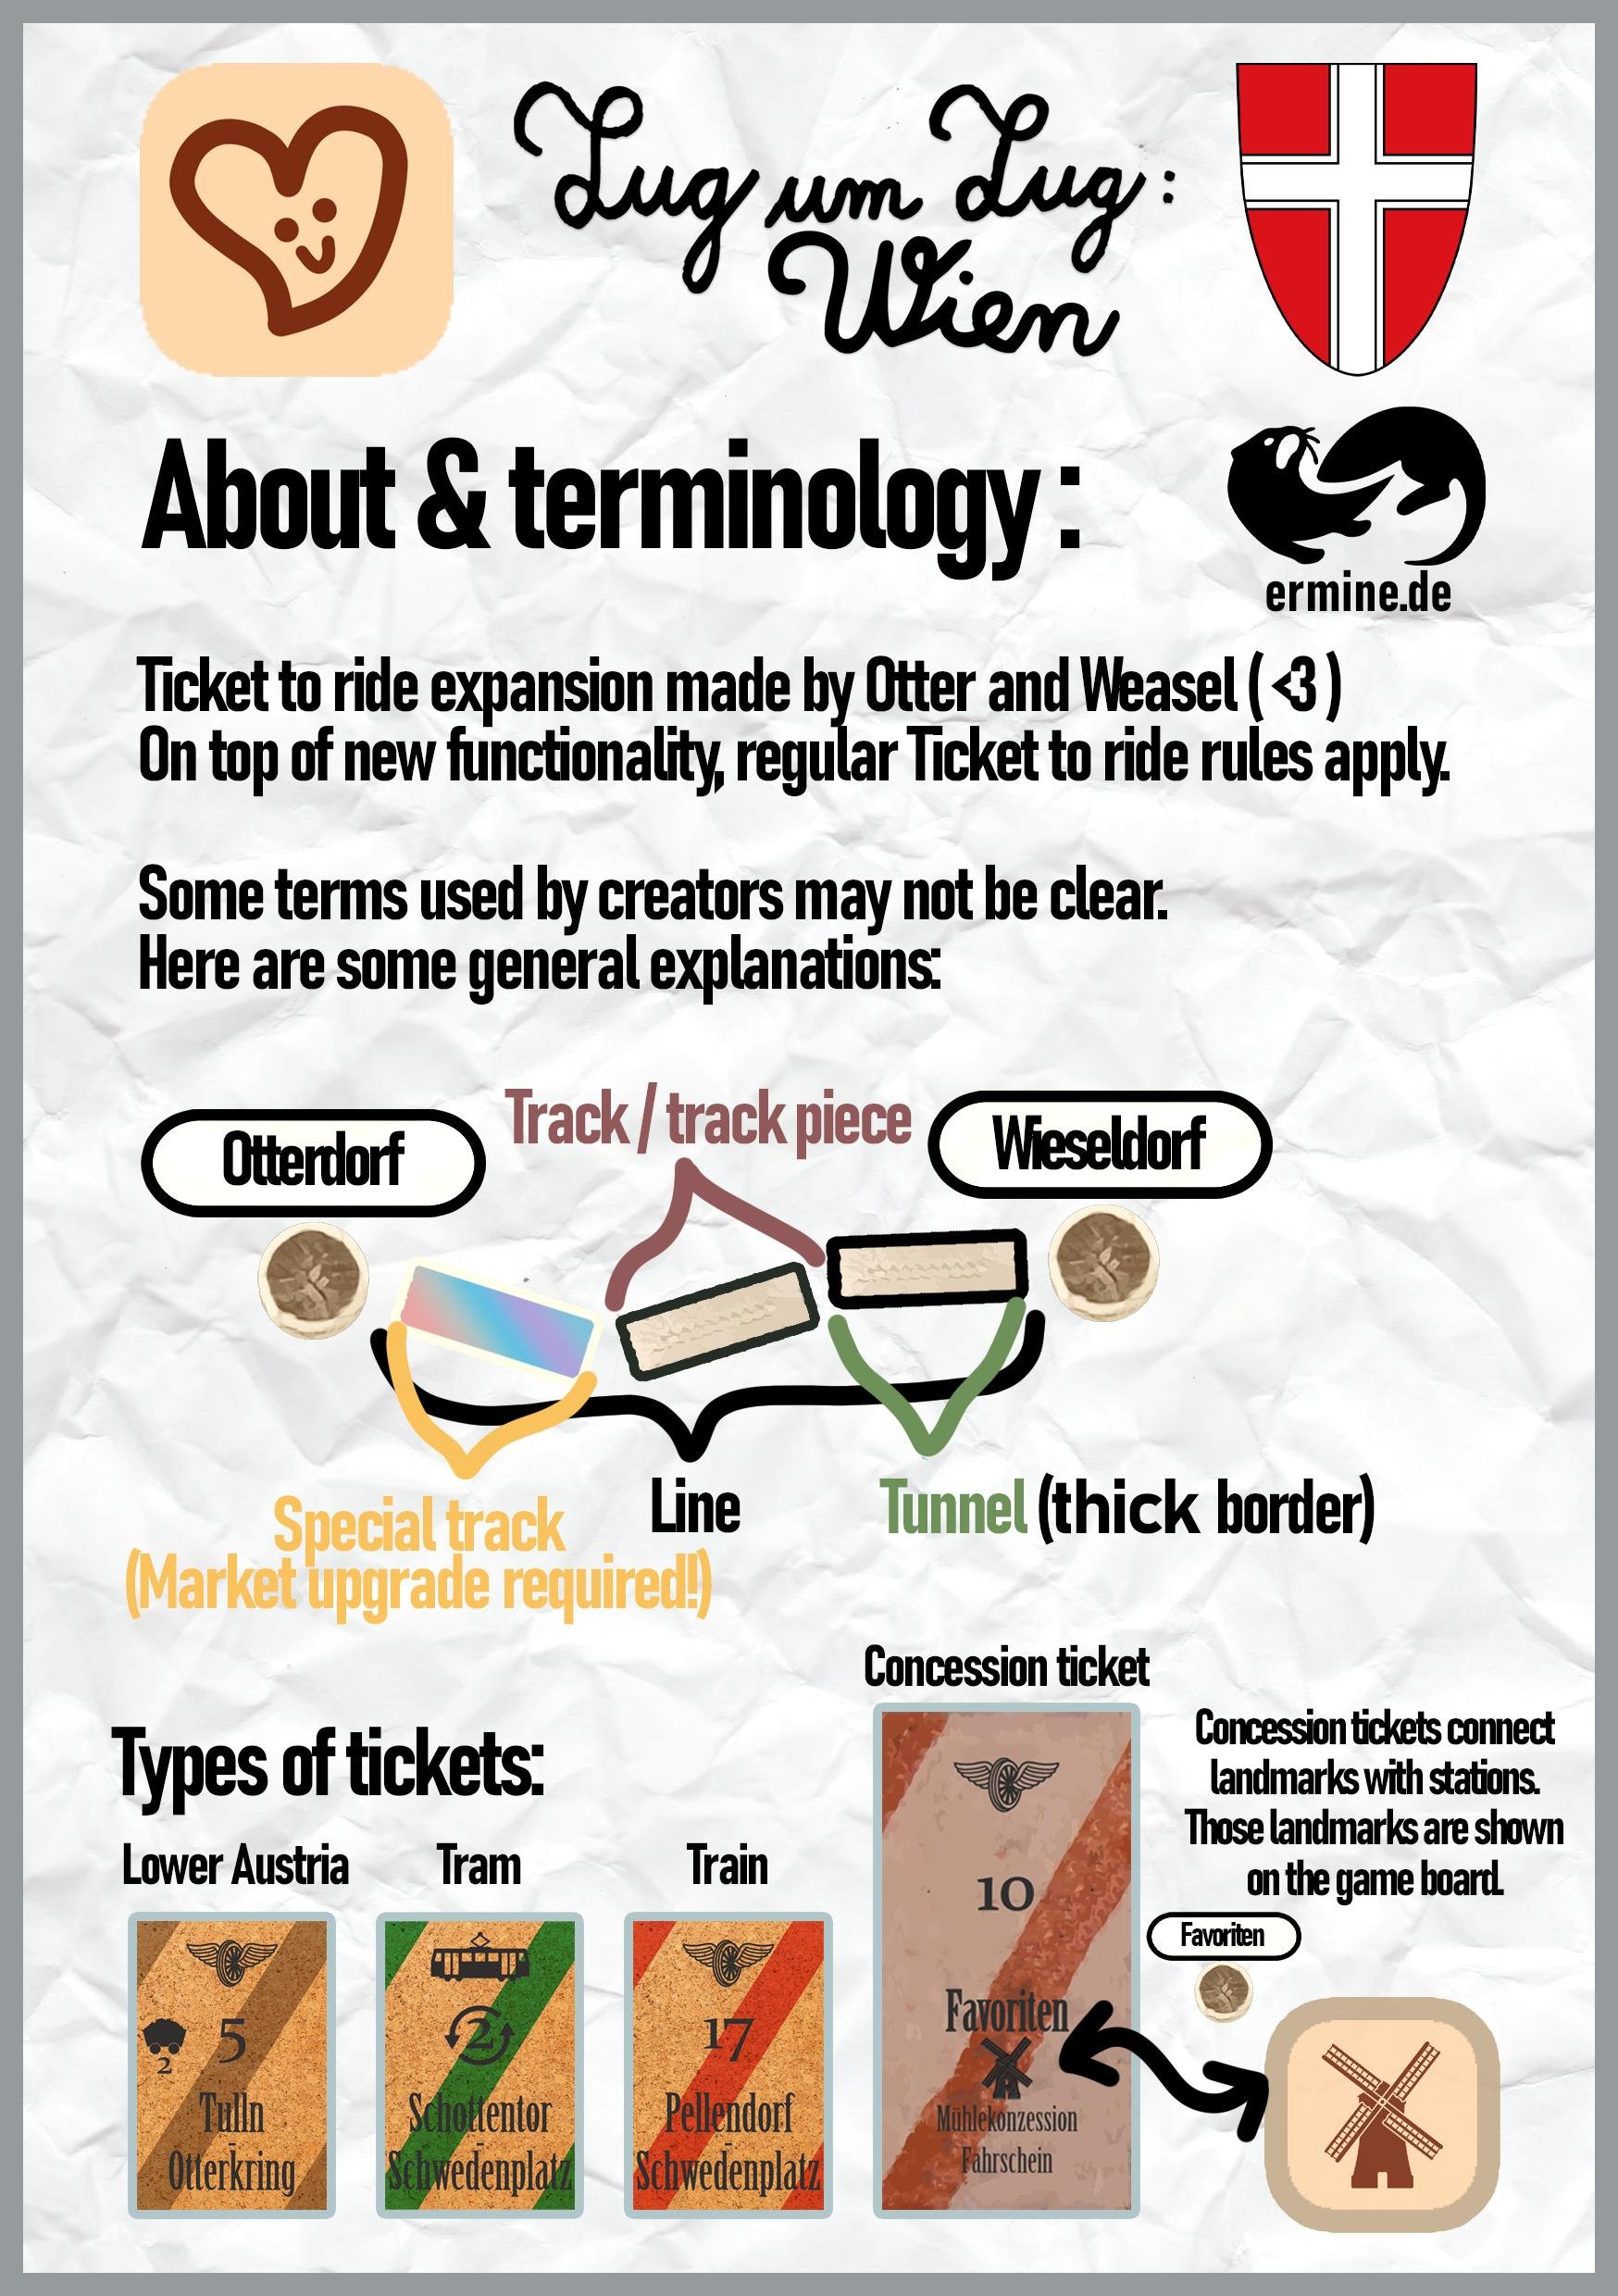 Zug um Zug:
Wien
About & terminology :
ermine.de
Ticket to ride expansion made by Otter and Weasel ( <3 )
On top of new functionality, regular Ticket to ride rules apply.
Some terms used by creators may not be clear.
Here are some general explanations:
Otterdorf
Track / track piece
Wieseldorf
Special track
(Market upgrade required!)
Line
Tunnel (thick border)
Types of tickets:
Lower Austria
5
2
Tulln
-
Otterkring
Tram
2
Schottentor
-
Schwedenplatz
Train
17
Pellendorf
-
Schwedenplatz
Concession ticket
10
Favoriten
Mühlekonzession
Fahrschein
Concession tickets connect
landmarks with stations.
Those landmarks are shown
on the game board.
Favoriten